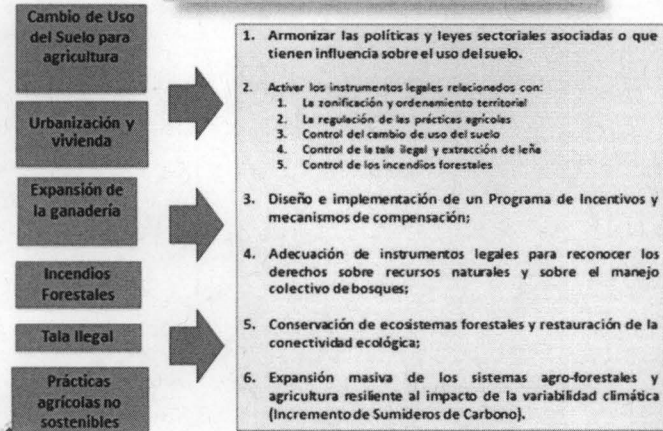 Cambio de Uso
del Suelo para
agricultura
Urbanización y
vivienda
Expansión de
la ganadería
Incendios
Forestales
Tala Ilegal
Prácticas
agrícolas no
sostenibles
1. Armonizar las políticas y leyes sectoriales asociadas o que
tienen influencia sobre el uso del suelo.
2. Activar los instrumentos legales relacionados con:
1. La zonificación y ordenamiento territorial
2. La regulación de las prácticas agrícolas
3. Control del cambio de uso del suelo
4. Control de la tala ilegal y extracción de leña
5. Control de los incendios forestales
3. Diseño e implementación de un Programa de Incentivos y
mecanismos de compensación;
4. Adecuación de instrumentos legales para reconocer los
derechos sobre recursos naturales y sobre el manejo
colectivo de bosques;
5. Conservación de ecosistemas forestales y restauración de la
conectividad ecológica;
6. Expansión masiva de los sistemas agro-forestales y
agricultura resiliente al impacto de la variabilidad climática
(Incremento de Sumideros de Carbono).